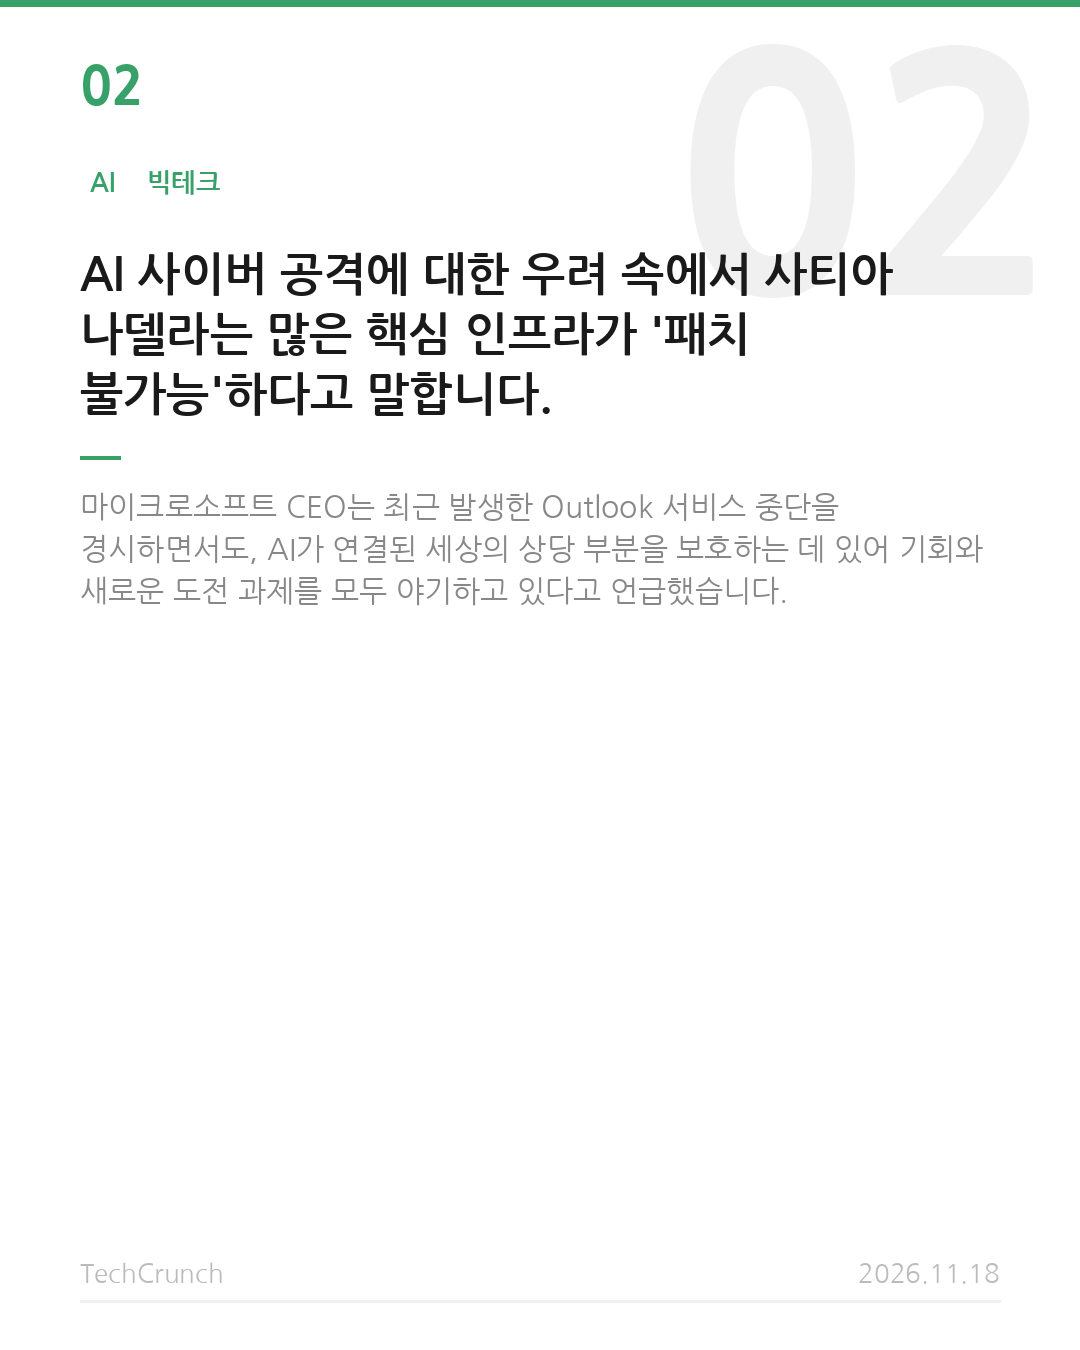 02
02
AI 빅테크
AI 사이버 공격에 대한 우려 속에서 사티아
나델라는 많은 핵심 인프라가 '패치
불가능'하다고 말합니다.
마이크로소프트 CEO는 최근 발생한 Outlook 서비스 중단을
경시하면서도, AI가 연결된 세상의 상당 부분을 보호하는 데 있어 기회와
새로운 도전 과제를 모두 야기하고 있다고 언급했습니다.
TechCrunch 2026.11.18